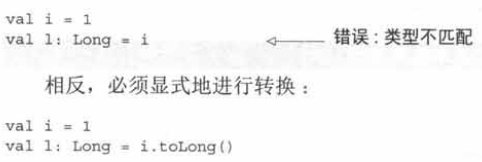 val i = 1
val l: Long = i 错误：类型不匹配
相反，必须显式地进行转换：
val i = 1
val l: Long = i.toLong()